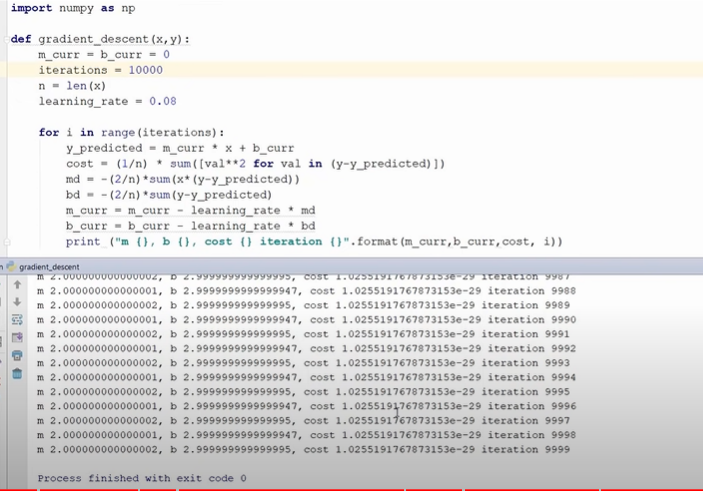 import numpy as np
def gradient_descent(x,y):
m_curr = b_curr = 0
iterations = 10000
n = len(x)
learning_rate = 0.08
for i in range(iterations):
y_predicted = m_curr * x + b_curr
cost = (1/n) * sum([val**2 for val in (y-y_predicted)])
md = -(2/n)*sum(x*(y-y_predicted))
bd = -(2/n)*sum(y-y_predicted)
m_curr = m_curr - learning_rate * md
b_curr = b_curr - learning_rate * bd
print ("m {}, b {}, cost {} iteration {}".format(m_curr,b_curr,cost, i))
gradient_descent
m 2.000000000000002, b 2.999999999999995, cost 1.0255191767873153e-29 iteration 9987
m 2.000000000000001, b 2.9999999999999947, cost 1.0255191767873153e-29 iteration 9988
m 2.000000000000002, b 2.999999999999995, cost 1.0255191767873153e-29 iteration 9989
m 2.000000000000001, b 2.9999999999999947, cost 1.0255191767873153e-29 iteration 9990
m 2.000000000000002, b 2.999999999999995, cost 1.0255191767873153e-29 iteration 9991
m 2.000000000000001, b 2.9999999999999947, cost 1.0255191767873153e-29 iteration 9992
m 2.000000000000002, b 2.999999999999995, cost 1.0255191767873153e-29 iteration 9993
m 2.000000000000001, b 2.9999999999999947, cost 1.0255191767873153e-29 iteration 9994
m 2.000000000000002, b 2.999999999999995, cost 1.0255191767873153e-29 iteration 9995
m 2.000000000000001, b 2.9999999999999947, cost 1.0255191767873153e-29 iteration 9996
m 2.000000000000002, b 2.999999999999995, cost 1.0255191767873153e-29 iteration 9997
m 2.000000000000001, b 2.9999999999999947, cost 1.0255191767873153e-29 iteration 9998
m 2.000000000000002, b 2.999999999999995, cost 1.0255191767873153e-29 iteration 9999
Process finished with exit code 0